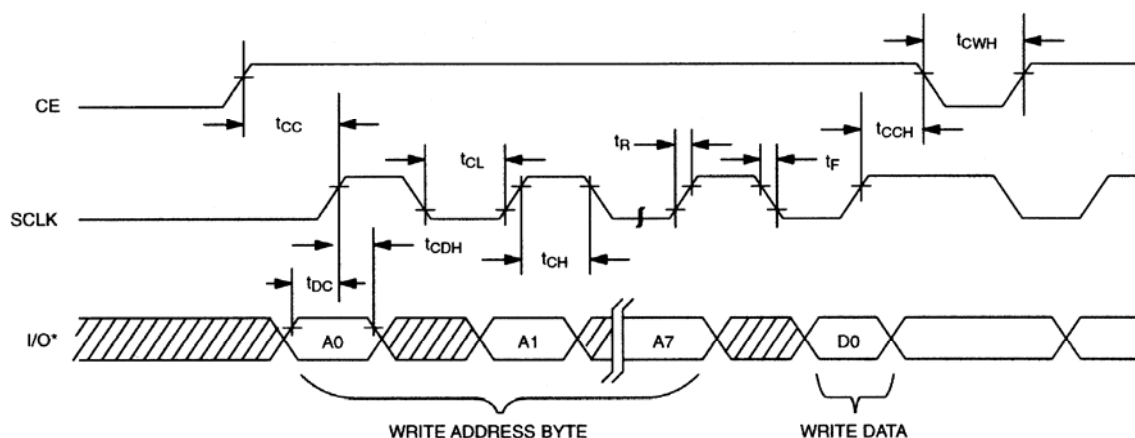 tCWH
CE
tCC
tCCH
tR
tCL
tF
SCLK
tCDH
tDC
tCH
I/O*
A0
A1
A7
D0
WRITE ADDRESS BYTE
WRITE DATA